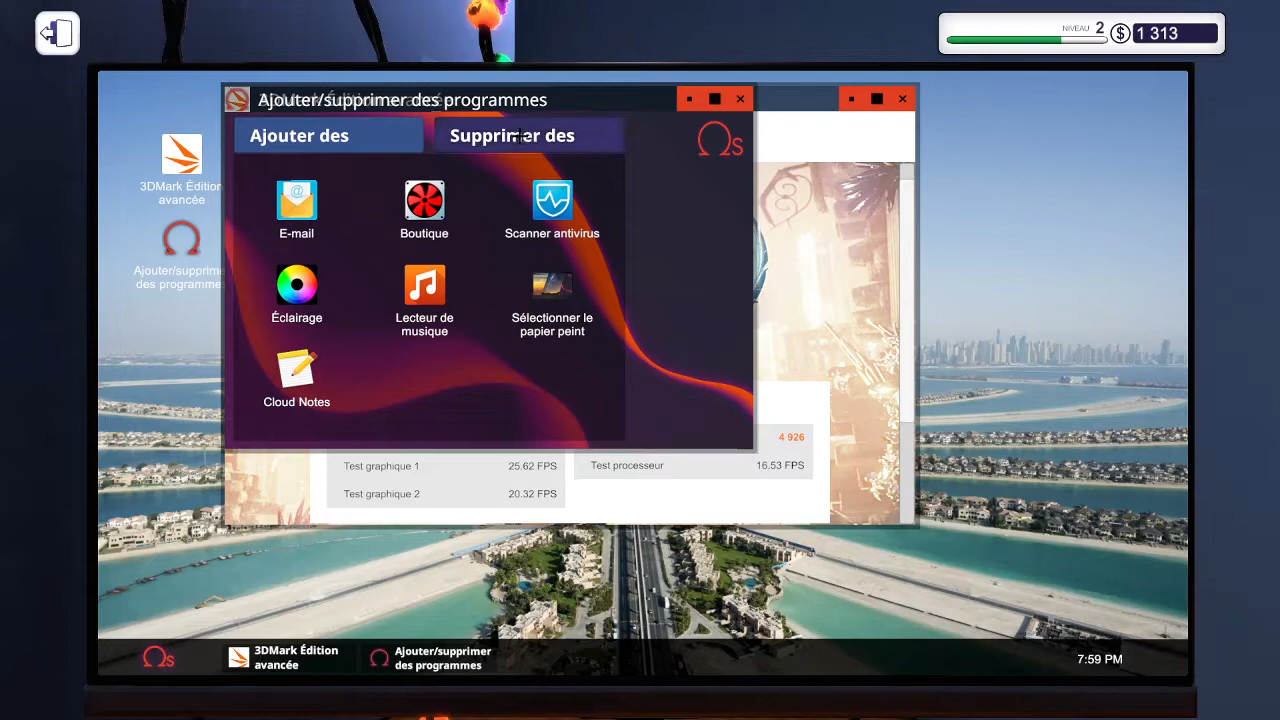 NIVEAU 2 $ 1 313
Ajouter/supprimer des programmes
Ajouter des
Supprimer des
Ωs
3DMark Édition
avancée
Ajouter/supprime
des programme
E-mail
Boutique
Scanner antivirus
Éclairage
Lecteur de
musique
Sélectionner le
papier peint
Cloud Notes
4 926
Test graphique 1 25.62 FPS
Test processeur 16.53 FPS
Test graphique 2 20.32 FPS
Ωs
3DMark Édition
avancée
Ajouter/supprimer
des programmes
7:59 PM